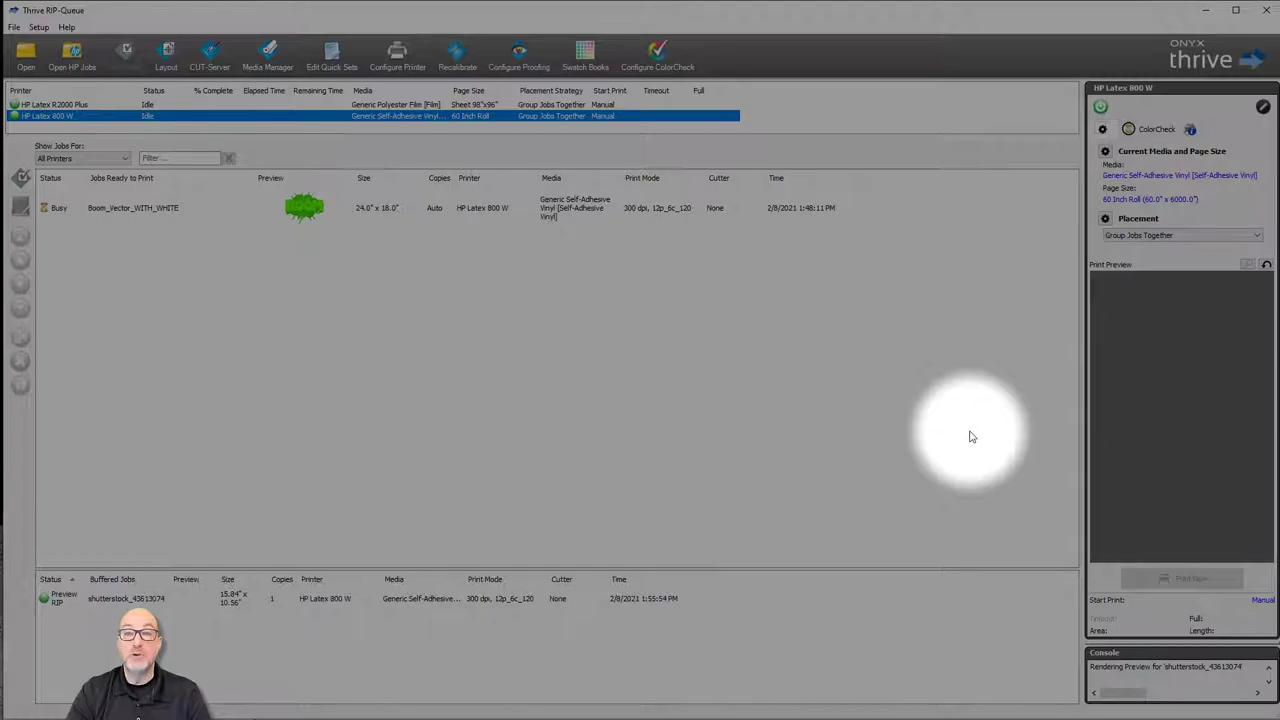 Thrive RIP-Queue
File Setup Help
Open Open HP Jobs Layout CUT-Server Media Manager Edit Quick Sets Configure Printer Recalibrate Configure Proofing Swatch Books Configure ColorCheck
ONYX
thrive
Printer Status % Complete Elapsed Time Remaining Time Media Page Size Placement Strategy Start Print Timeout Full
HP Latex R2000 Plus Idle Generic Polyester Film [Film] Sheet 98"x96" Group Jobs Together Manual
HP Latex 800 W Idle Generic Self-Adhesive Vinyl... 60 Inch Roll Group Jobs Together Manual
Show Jobs For:
All Printers Filter ...
Status Jobs Ready to Print Preview Size Copies Printer Media Print Mode Cutter Time
Busy Boom_Vector_WITH_WHITE 24.0" x 18.0" Auto HP Latex 800 W Generic Self-Adhesive Vinyl [Self-Adhesive Vinyl] 300 dpi, 12p_6c_120 None 2/8/2021 1:48:11 PM
Status Buffered Jobs Preview Size Copies Printer Media Print Mode Cutter Time
Preview RIP shutterstock_43613074 15.84" x 10.56" 1 HP Latex 800 W Generic Self-Adhesive... 300 dpi, 12p_6c_120 None 2/8/2021 1:55:54 PM
HP Latex 800 W
ColorCheck
Current Media and Page Size
Media:
Generic Self-Adhesive Vinyl [Self-Adhesive Vinyl]
Page Size:
60 Inch Roll (60.0" x 6000.0")
Placement
Group Jobs Together
Print Preview
Print Now
Start Print: Manual
Timeout: Full:
Area: Length:
Console
Rendering Preview for 'shutterstock_43613074'